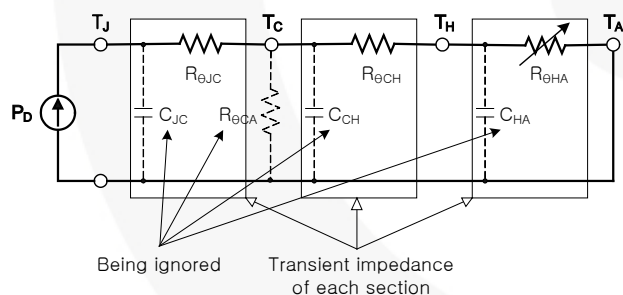 TJ TC TH TA
RθJC RθCH RθHA
PD
CJC RθCA CCH CHA
Being ignored
Transient impedance
of each section